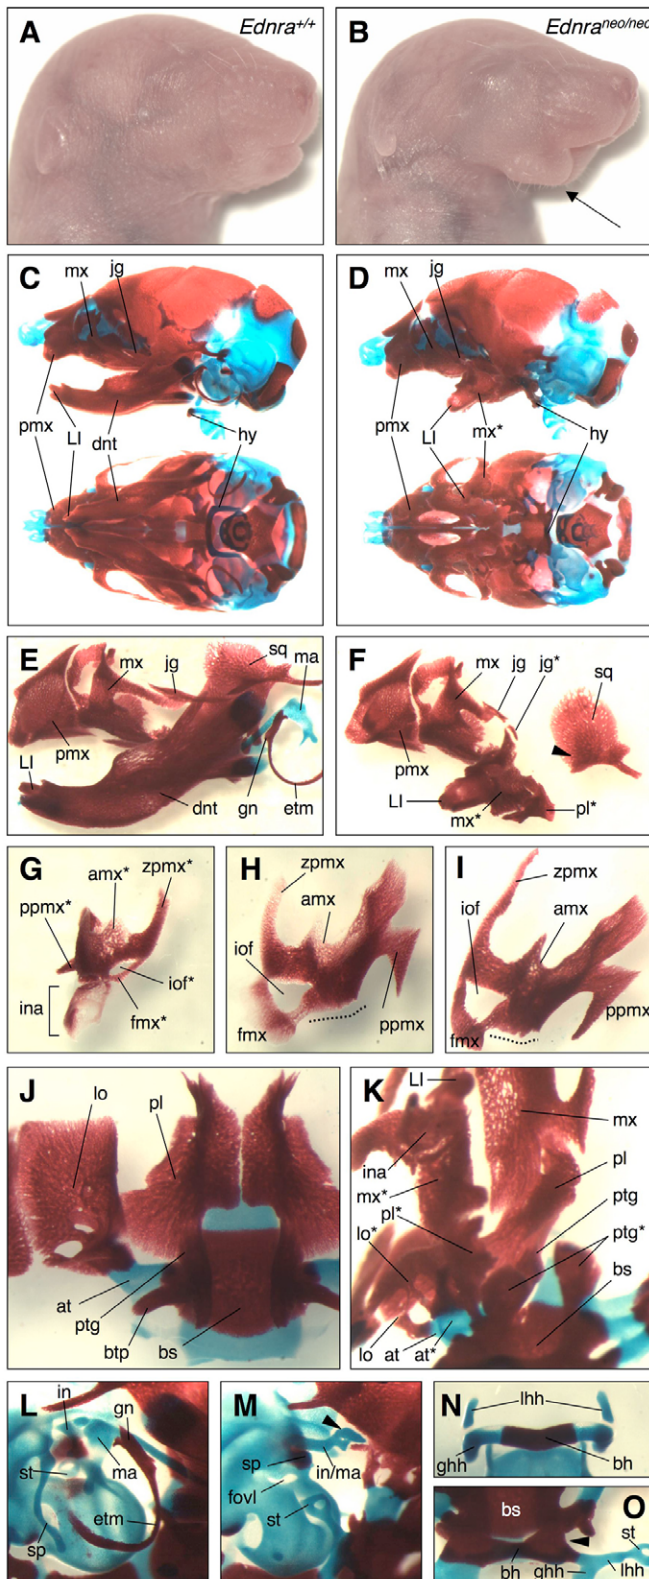 A Ednra+/+
B Ednra neo/neo
C mx jg
pmx LI dnt hy
D mx jg
pmx LI mx* hy
E mx jg sq ma
pmx
LI dnt gn etm
F mx jg jg* sq
pmx
LI mx* pl*
G amx* zpmx*
ppmx*
iof*
ina fmx*
H zpmx
amx
iof
fmx ppmx
I zpmx
iof amx
fmx ppmx
J lo pl
at
ptg
btp bs
K LI
mx
ina
pl
mx*
pl* ptg
lo* ptg*
bs
lo at at*
L in gn
st ma
sp etm
M
sp in/ma
fovl
st
N lhh
ghh bh
O bs
st
bh ghh lhh